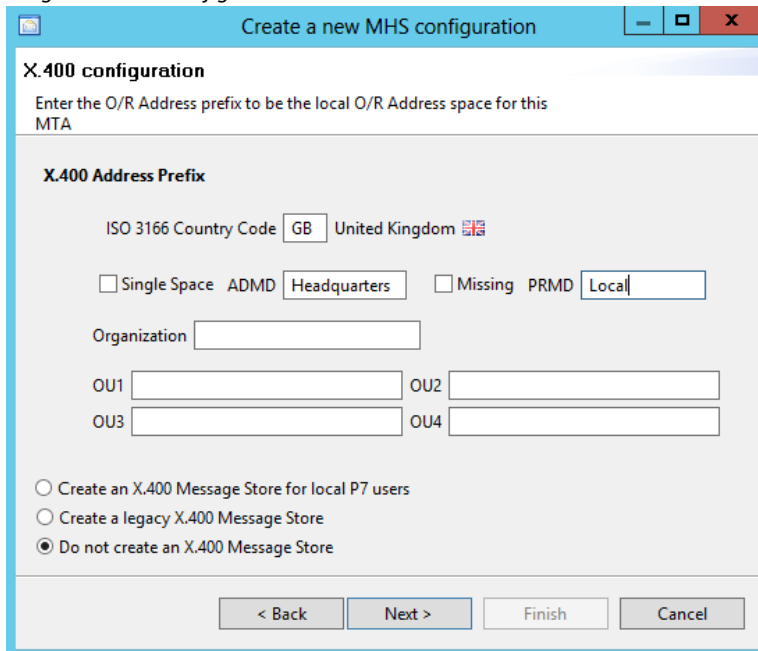 Create a new MHS configuration
X.400 configuration
Enter the O/R Address prefix to be the local O/R Address space for this
MTA
X.400 Address Prefix
ISO 3166 Country Code GB United Kingdom
Single Space ADMD Headquarters Missing PRMD Local
Organization
OU1 OU2
OU3 OU4
Create an X.400 Message Store for local P7 users
Create a legacy X.400 Message Store
Do not create an X.400 Message Store
< Back Next > Finish Cancel